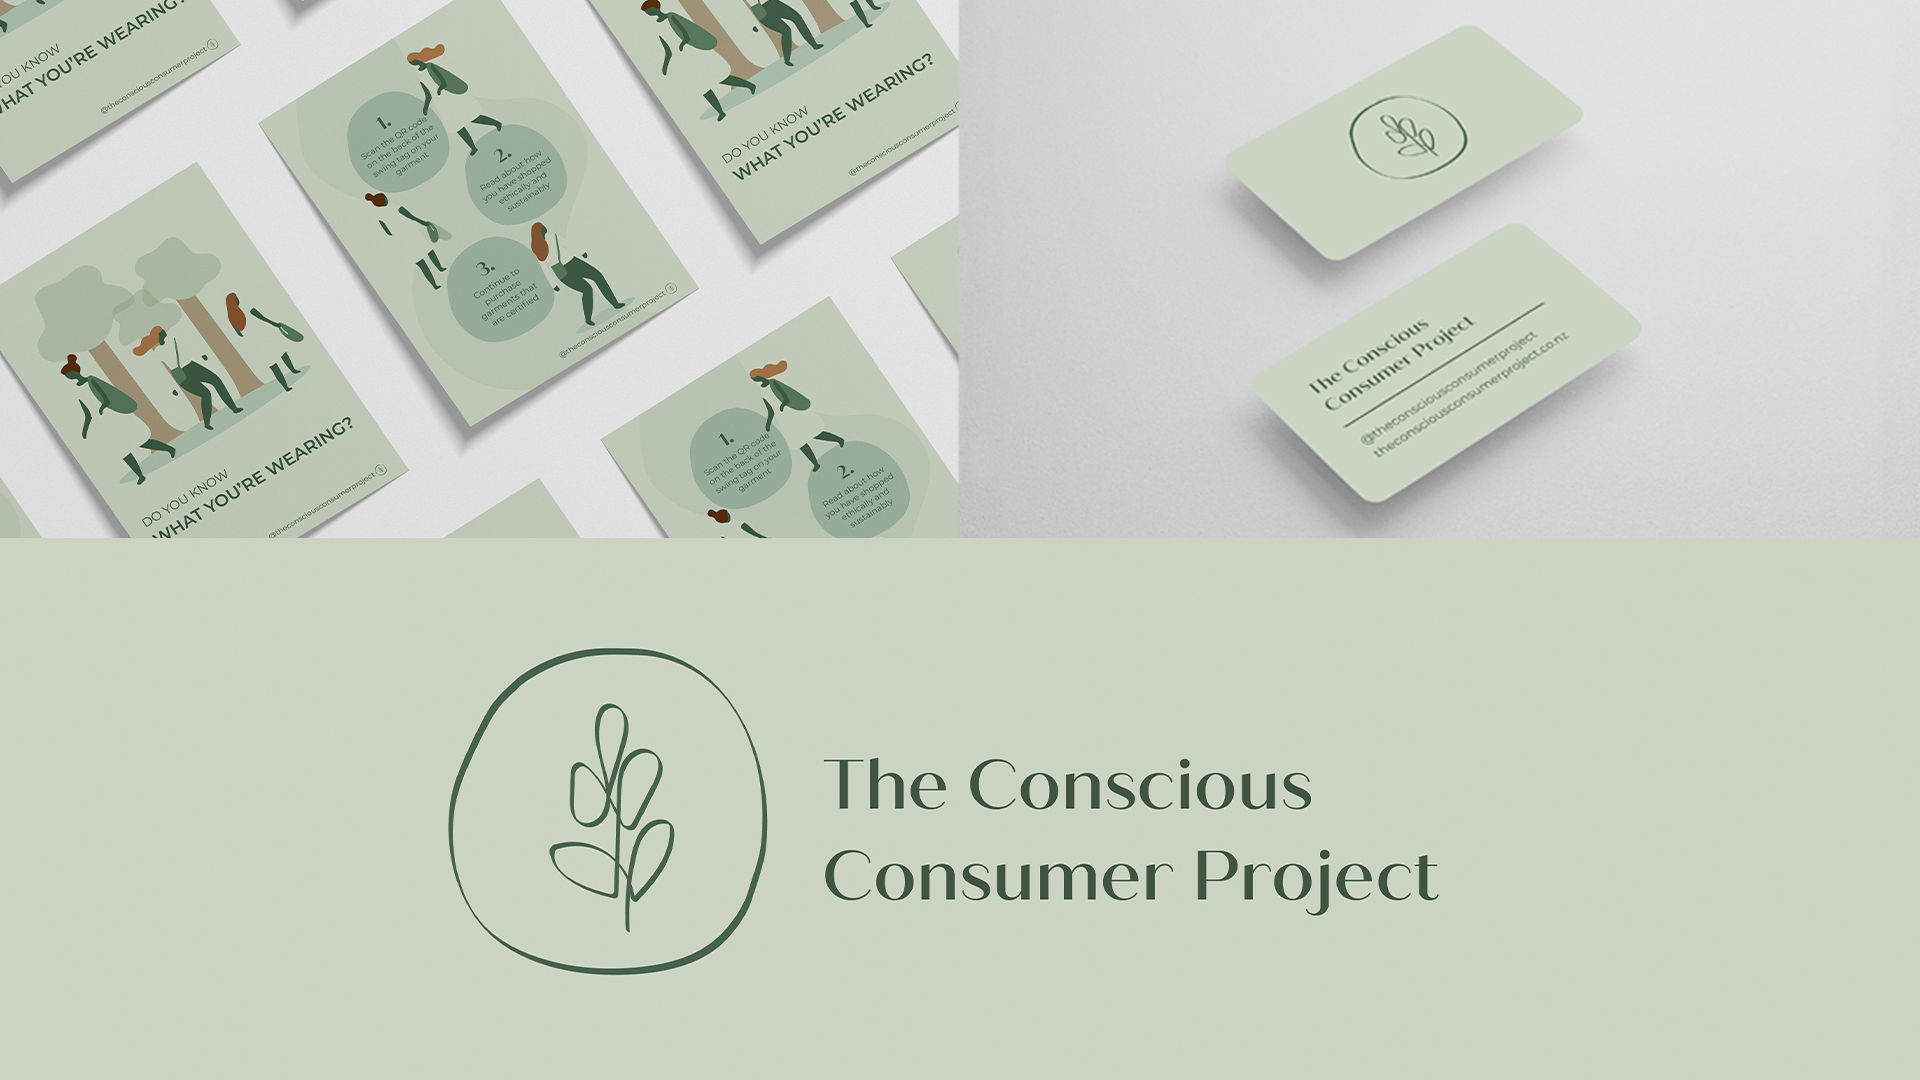 OU KNOW
WHAT YOU'RE WEARING?
@theconsciousconsumerproject
1.
Scan the QR code
on the back of the
swing tag on your
garment
2.
Read about how
you have shopped
ethically and
sustainably
3.
Continue to
purchase
garments that
are certified
@theconsciousconsumerproject
DO YOU KNOW
WHAT YOU'RE WEARING?
@theconsciousconsumerproject
DO YOU KNOW
WHAT YOU'RE WEARING?
@theconsciousconsumerproject
1.
Scan the QR code
on the back of the
swing tag on your
garment
2.
Read about how
you have shopped
ethically and
sustainably
The Conscious
Consumer Project
@theconsciousconsumerproject
theconsciousconsumerproject.co.nz
The Conscious
Consumer Project